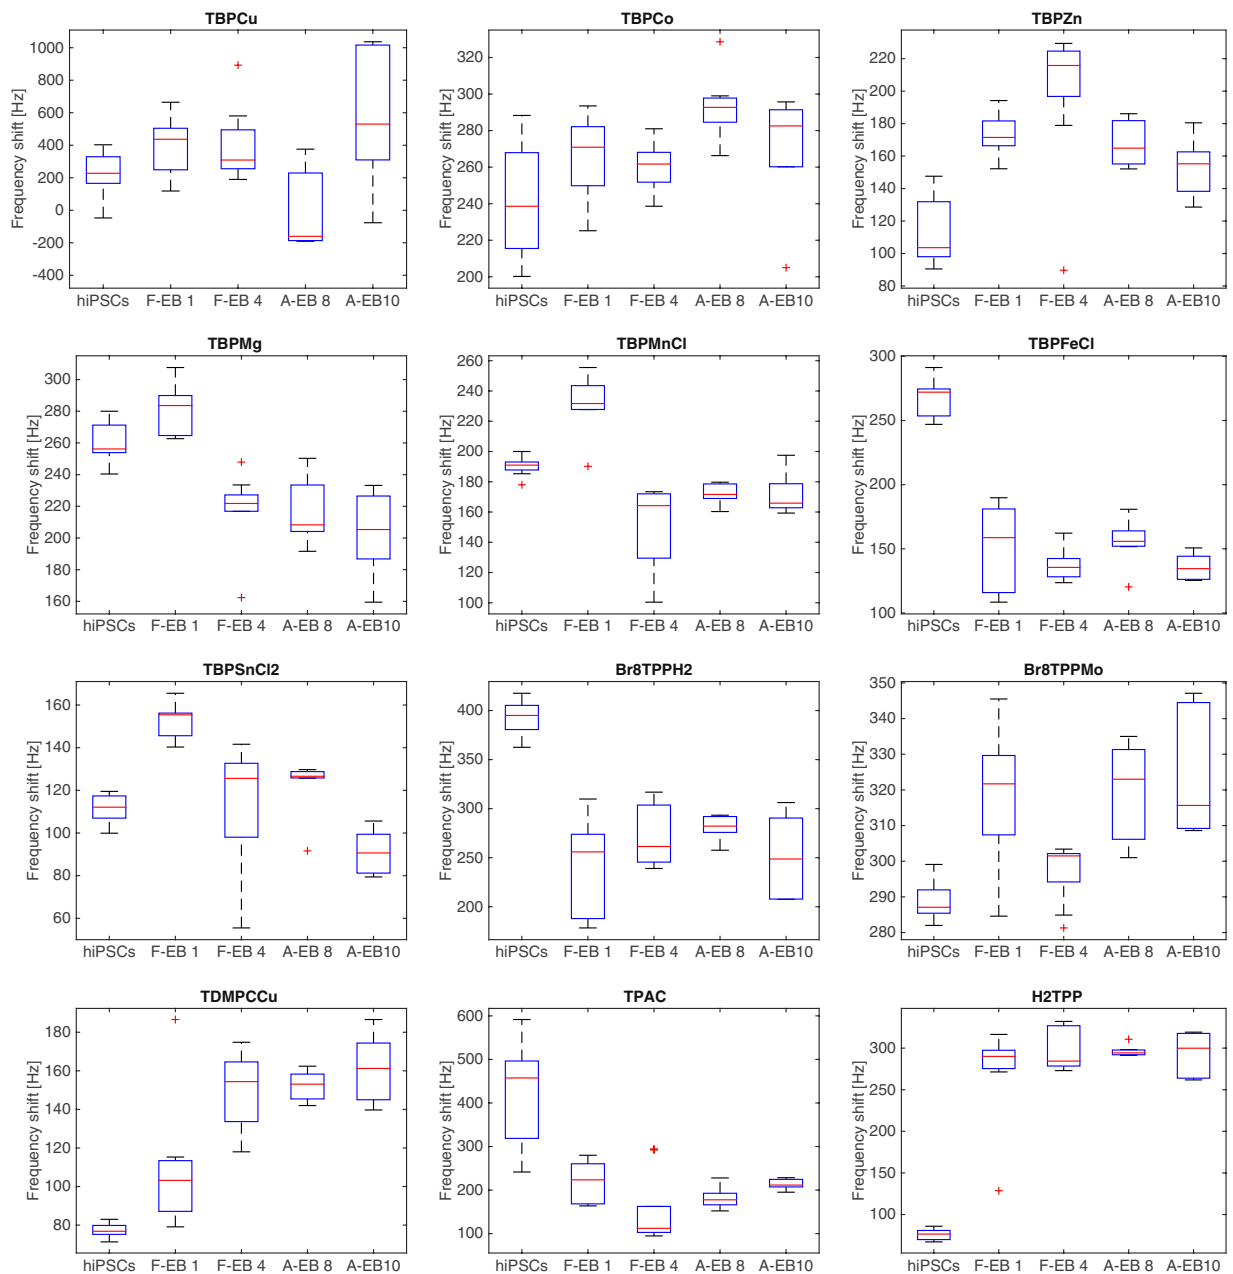 TBPCu
Frequency shift [Hz]
1000
800
600
400
200
0
-200
-400
hiPSCs F-EB 1 F-EB 4 A-EB 8 A-EB10
TBPCo
Frequency shift [Hz]
320
300
280
260
240
220
200
hiPSCs F-EB 1 F-EB 4 A-EB 8 A-EB10
TBPZn
Frequency shift [Hz]
220
200
180
160
140
120
100
80
hiPSCs F-EB 1 F-EB 4 A-EB 8 A-EB10
TBPMg
Frequency shift [Hz]
300
280
260
240
220
200
180
160
hiPSCs F-EB 1 F-EB 4 A-EB 8 A-EB10
TBPMnCl
Frequency shift [Hz]
260
240
220
200
180
160
140
120
100
hiPSCs F-EB 1 F-EB 4 A-EB 8 A-EB10
TBPFeCl
Frequency shift [Hz]
300
250
200
150
100
hiPSCs F-EB 1 F-EB 4 A-EB 8 A-EB10
TBPSnCl2
Frequency shift [Hz]
160
140
120
100
80
60
hiPSCs F-EB 1 F-EB 4 A-EB 8 A-EB10
Br8TPPH2
Frequency shift [Hz]
400
350
300
250
200
hiPSCs F-EB 1 F-EB 4 A-EB 8 A-EB10
Br8TPPMo
Frequency shift [Hz]
350
340
330
320
310
300
290
280
hiPSCs F-EB 1 F-EB 4 A-EB 8 A-EB10
TDMPCCu
Frequency shift [Hz]
180
160
140
120
100
80
hiPSCs F-EB 1 F-EB 4 A-EB 8 A-EB10
TPAC
Frequency shift [Hz]
600
500
400
300
200
100
hiPSCs F-EB 1 F-EB 4 A-EB 8 A-EB10
H2TPP
Frequency shift [Hz]
300
250
200
150
100
hiPSCs F-EB 1 F-EB 4 A-EB 8 A-EB10